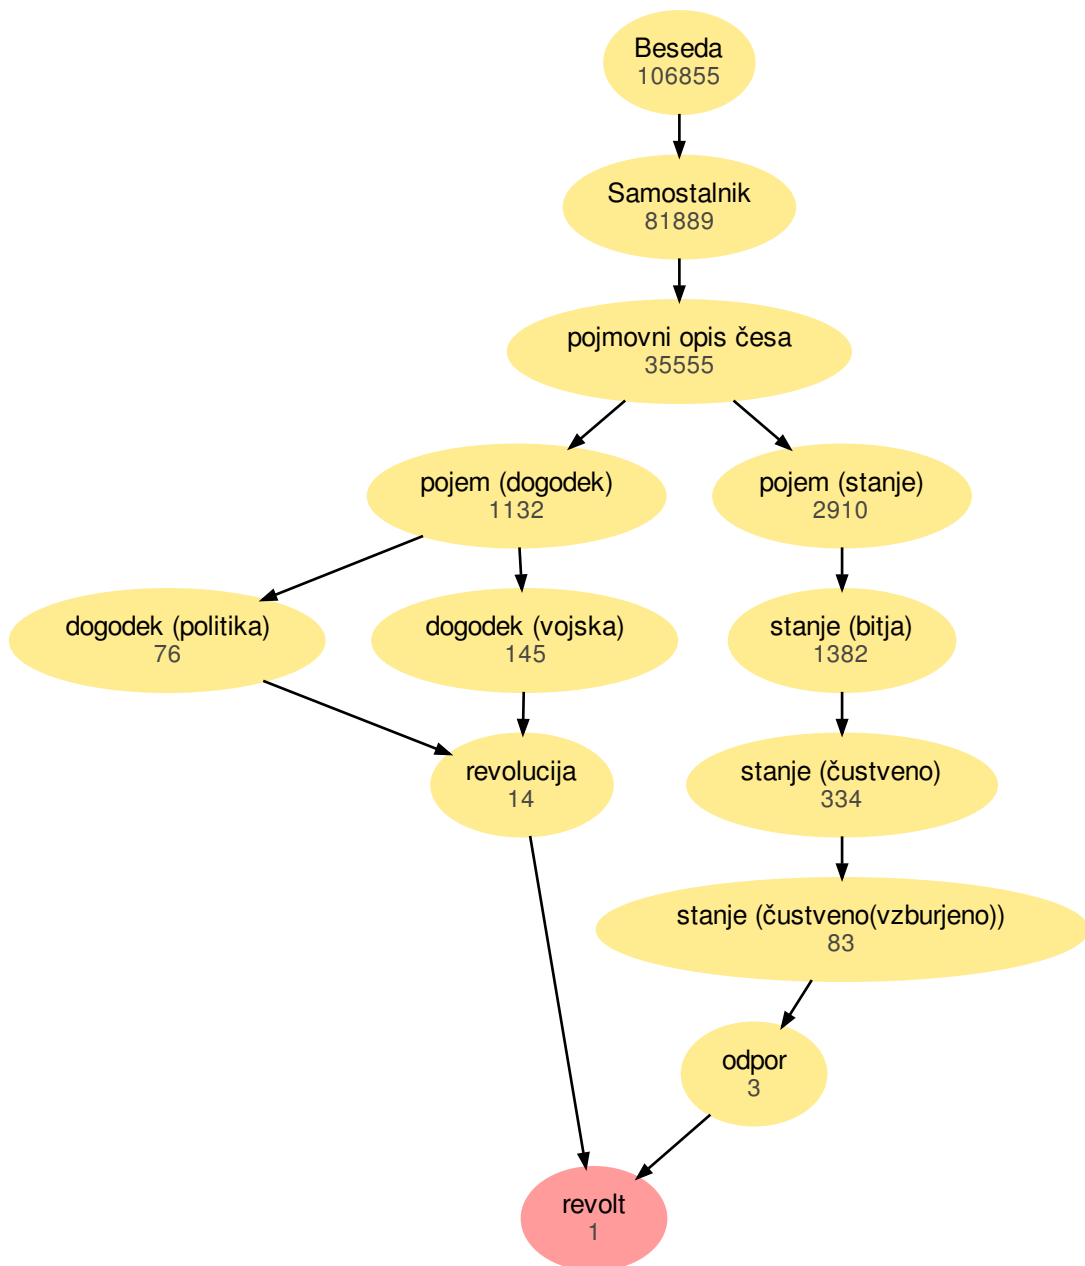 Beseda
106855
Samostalnik
81889
pojmovni opis česa
35555
pojem (dogodek)
1132
pojem (stanje)
2910
dogodek (politika)
76
dogodek (vojska)
145
stanje (bitja)
1382
revolucija
14
stanje (čustveno)
334
stanje (čustveno(vzburjeno))
83
odpor
3
revolt
1